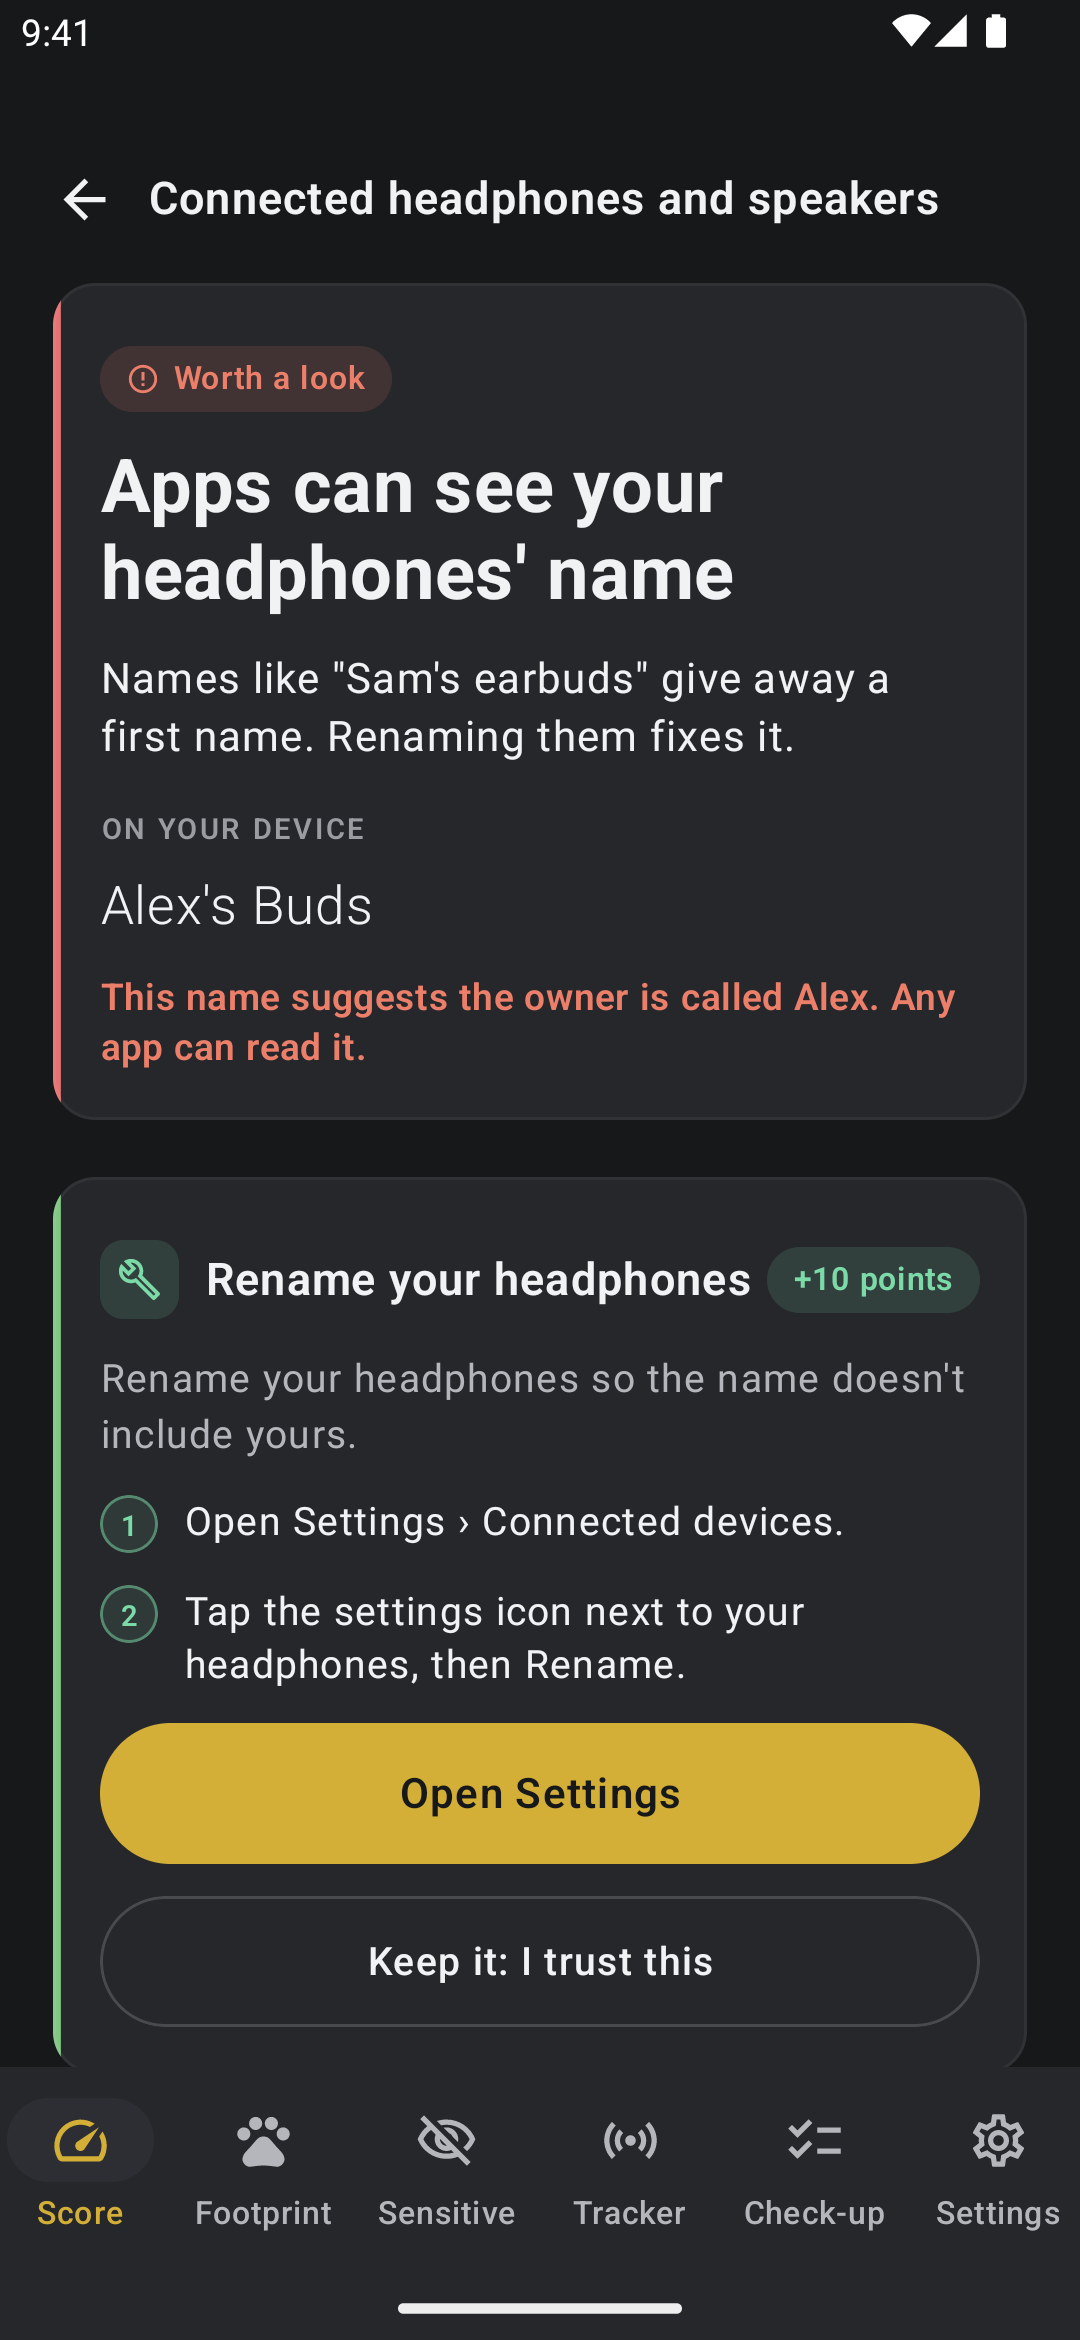 9:41
Connected headphones and speakers
Worth a look
Apps can see your
headphones' name
Names like "Sam's earbuds" give away a
first name. Renaming them fixes it.
ON YOUR DEVICE
Alex's Buds
This name suggests the owner is called Alex. Any
app can read it.
Rename your headphones
+10 points
Rename your headphones so the name doesn't
include yours.
1 Open Settings › Connected devices.
2 Tap the settings icon next to your
headphones, then Rename.
Open Settings
Keep it: I trust this
Score Footprint Sensitive Tracker Check-up Settings